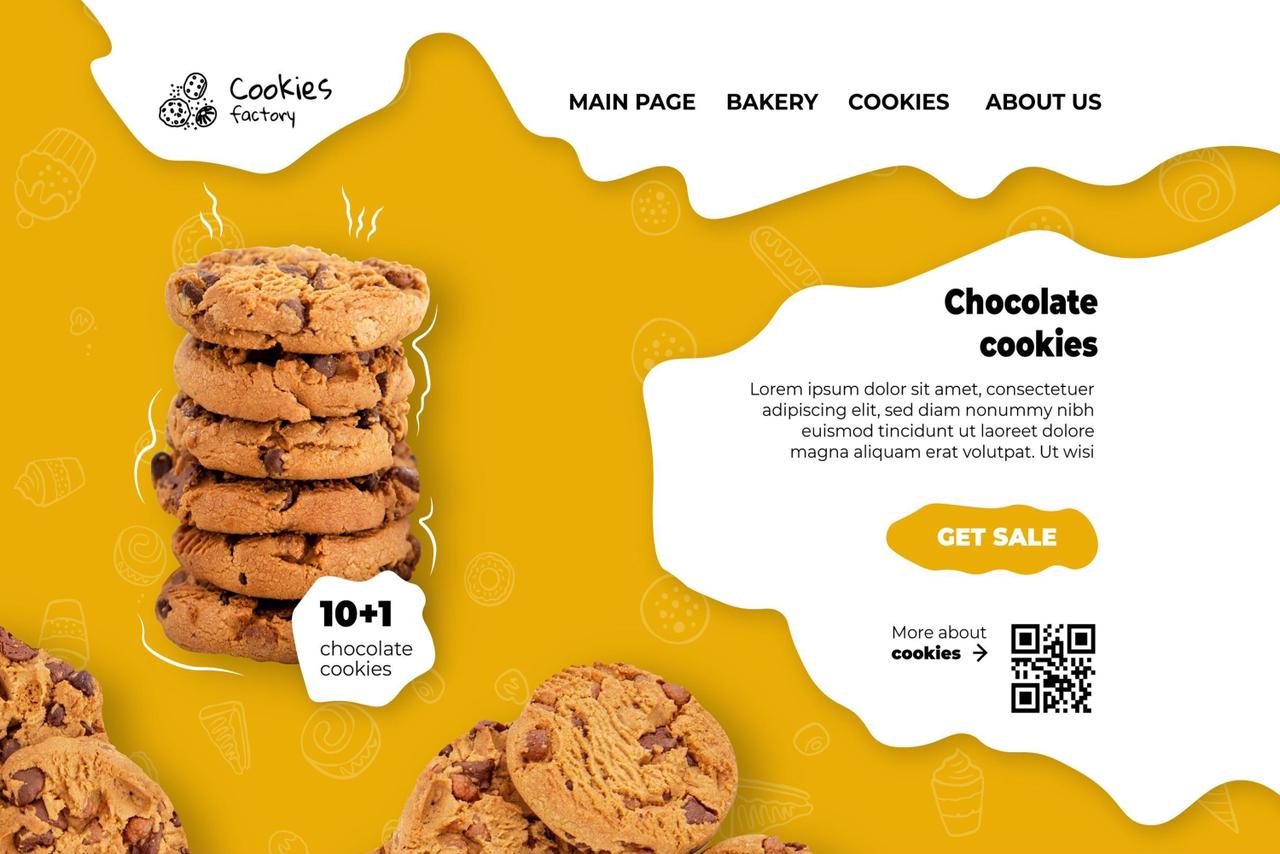 Cookies
factory
MAIN PAGE BAKERY COOKIES ABOUT US
Chocolate
cookies
Lorem ipsum dolor sit amet, consectetuer
adipiscing elit, sed diam nonummy nibh
euismod tincidunt ut laoreet dolore
magna aliquam erat volutpat. Ut wisi
GET SALE
10+1
chocolate
cookies
More about
cookies →